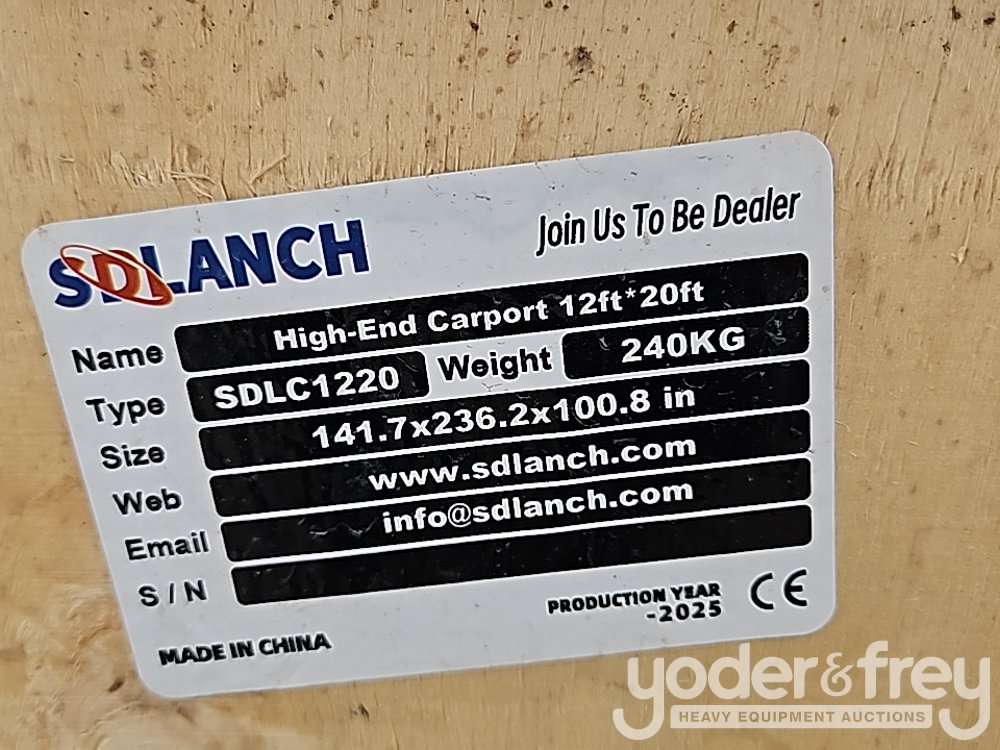 SDLANCH
Join Us To Be Dealer
Name High-End Carport 12ft*20ft
Type SDLC1220 Weight 240KG
Size 141.7x236.2x100.8 in
Web www.sdlanch.com
Email info@sdlanch.com
S/N
PRODUCTION YEAR
-2025
CE
MADE IN CHINA
yoder&frey
HEAVY EQUIPMENT AUCTIONS